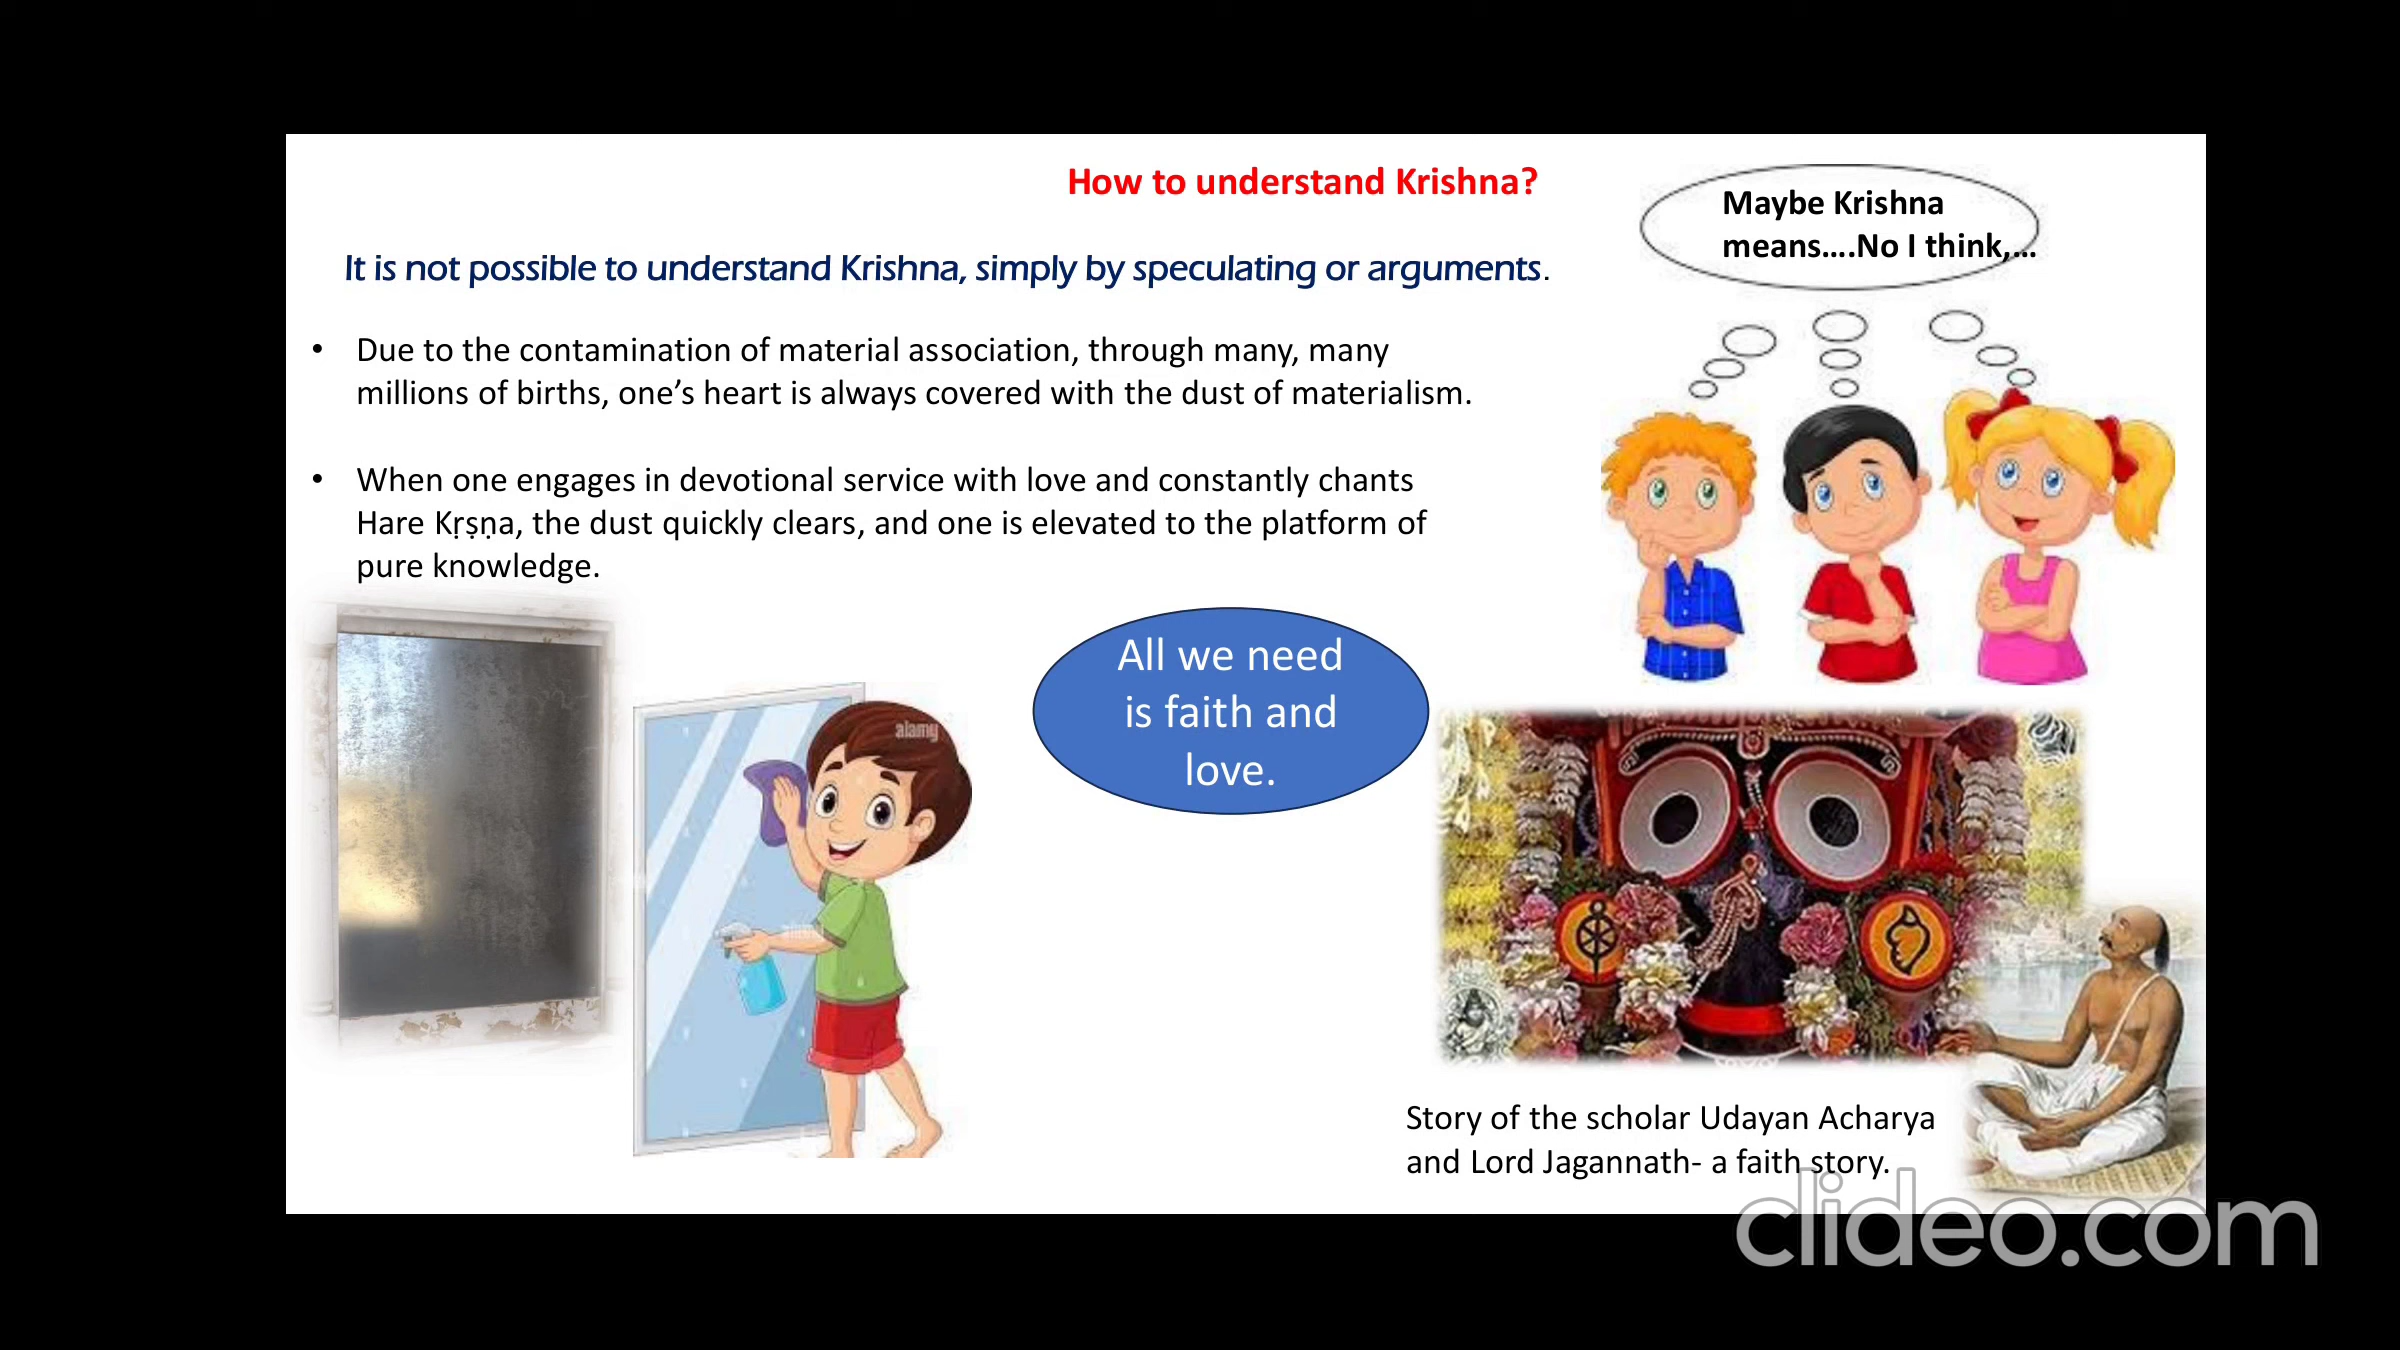 How to understand Krishna?
Maybe Krishna
means....No I think,...
It is not possible to understand Krishna, simply by speculating or arguments.
• Due to the contamination of material association, through many, many
millions of births, one’s heart is always covered with the dust of materialism.
• When one engages in devotional service with love and constantly chants
Hare Kṛṣṇa, the dust quickly clears, and one is elevated to the platform of
pure knowledge.
All we need
is faith and
love.
alamy
Story of the scholar Udayan Acharya
and Lord Jagannath- a faith story.
clideo.com